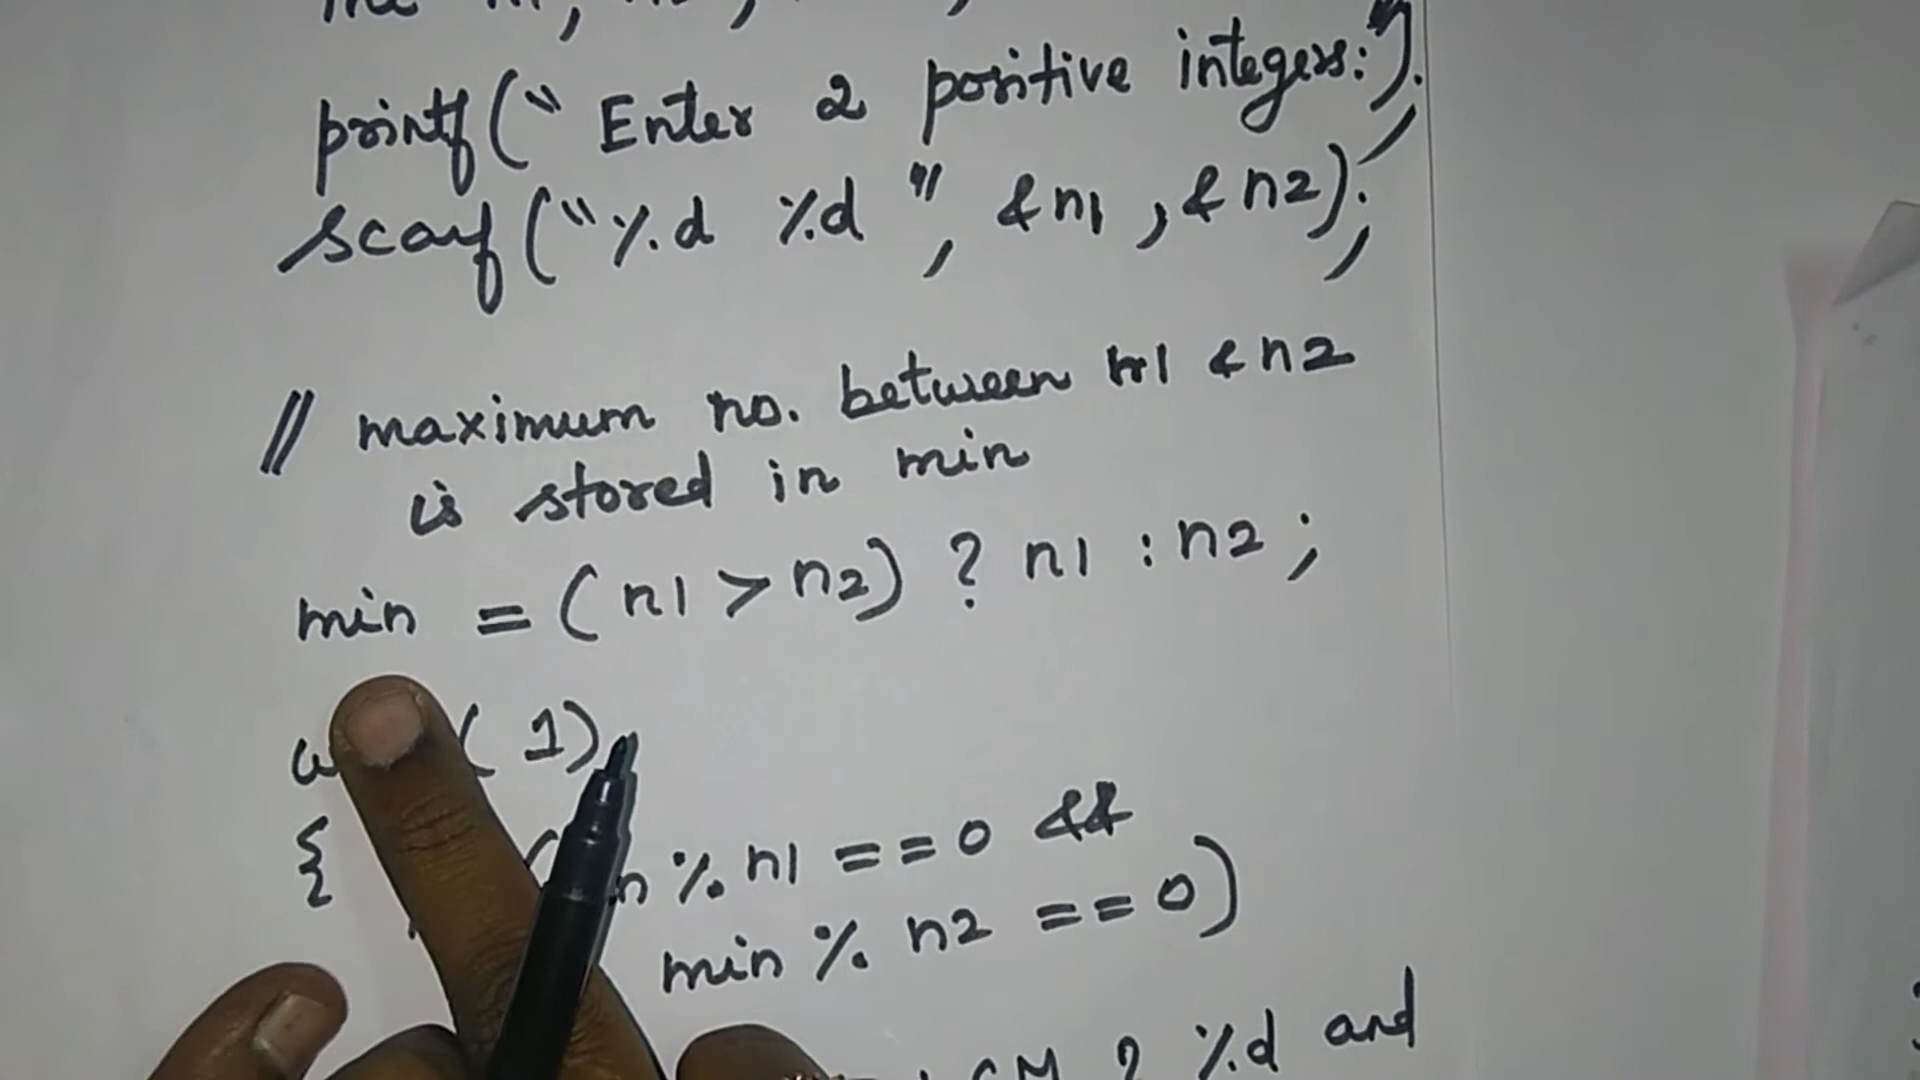 printf(" Enter 2 positive integers:");
scanf("%d %d ", &n1, &n2);
// maximum no. between n1 & n2
is stored in min
min = (n1 > n2) ? n1 : n2;
( 1)
{
n % n1 == 0 &&
min % n2 == 0)
LCM %d and